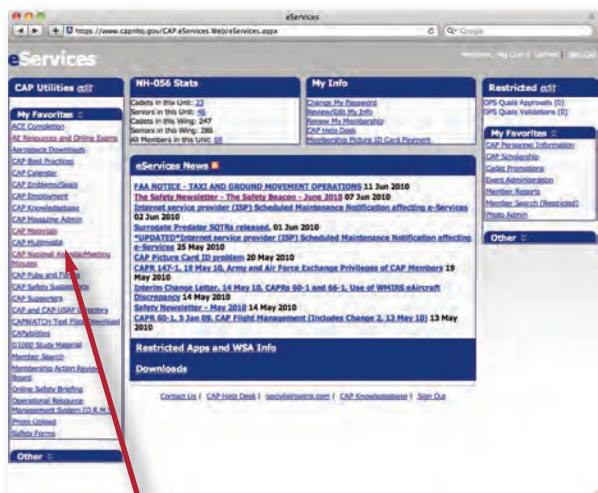 eServices
https://www.capnhq.gov/CAP.eServices.Web/eServices.aspx
Google
eServices
Sign Out
CAP Utilities edit
My Favorites
ACE Completion
AE Resources and Online Exams
Aerospace Downloads
CAP Best Practices
CAP Calendar
CAP Emblems/Seals
CAP Employment
CAP Knowledgebase
CAP Magazine Admin
CAP Materials
CAP Multimedia
CAP National Agenda/Meeting
Minutes
CAP Pubs and Forms
CAP Safety
CAP Supporters
CAP and CAP-USAF Directory
CAPWATCH Text File Download
CAPabilities
G1000 Study Material
Member Search
Membership Action Review
Board
Online Safety Briefing
Operational Resource
Management System (O.R.M.S)
Photo Upload
Safety Forms
Other
NH-056 Stats
Cadets in this Unit: 23
Seniors in this Unit: 46
Cadets in this Wing: 247
Seniors in this Wing: 286
All Members in this Unit: 69
My Info
Change My Password
Review/Edit My Info
Renew My Membership
CAP Help Desk
Membership Picture ID Card Payment
eServices News
FAA NOTICE - TAXI AND GROUND MOVEMENT OPERATIONS 11 Jun 2010
The Safety Newsletter - The Safety Beacon - June 2010 07 Jun 2010
Internet service provider (ISP) Scheduled Maintenance Notification affecting e-Services
02 Jun 2010
Surrogate Predator SQTRs released. 01 Jun 2010
*UPDATED*Internet service provider (ISP) Scheduled Maintenance Notification affecting
e-Services 25 May 2010
CAP Picture Card ID problem 20 May 2010
CAPR 147-1, 19 May 10, Army and Air Force Exchange Privileges of CAP Members 19
May 2010
Interim Change Letter, 14 May 10, CAPRs 60-1 and 66-1, Use of WMIRS eAircraft
Discrepancy 14 May 2010
Safety Newsletter - May 2010 14 May 2010
CAPR 60-1, 5 Jan 09, CAP Flight Management (Includes Change 2, 13 May 10) 13 May
2010
Restricted Apps and WSA Info
Downloads
Contact Us | CAP Help Desk | gocivilairpatrol.com | CAP Knowledgebase | Sign Out
Restricted edit
OPS Quals Approvals (0)
OPS Quals Validations (0)
My Favorites
CAP Personnel Information
CAP Scholarship
Cadet Promotions
Event Administration
Member Reports
Member Search (Restricted)
Photo Admin
Other